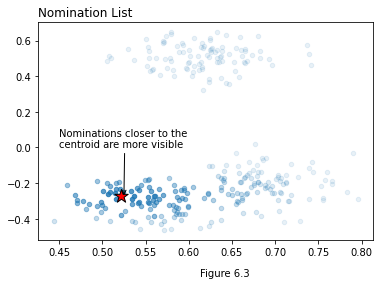 Nomination List
0.6
0.4
0.2
0.0
−0.2
−0.4
Nominations closer to the
centroid are more visible
0.45 0.50 0.55 0.60 0.65 0.70 0.75 0.80
Figure 6.3